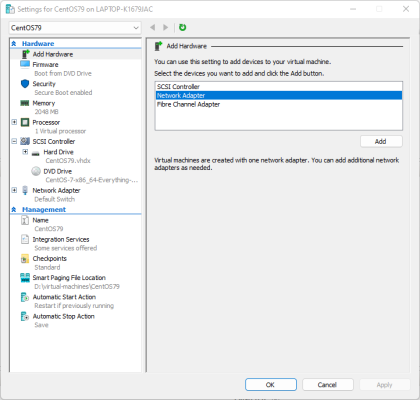 Settings for CentOS79 on LAPTOP-K1679JAC
CentOS79
Hardware
Add Hardware
Firmware
Boot from DVD Drive
Security
Secure Boot enabled
Memory
2048 MB
Processor
1 Virtual processor
SCSI Controller
Hard Drive
CentOS79.vhdx
DVD Drive
CentOS-7-x86_64-Everything-...
Network Adapter
Default Switch
Management
Name
CentOS79
Integration Services
Some services offered
Checkpoints
Standard
Smart Paging File Location
D:\virtual-machines\CentOS79
Automatic Start Action
Restart if previously running
Automatic Stop Action
Save
Add Hardware
You can use this setting to add devices to your virtual machine.
Select the devices you want to add and click the Add button.
SCSI Controller
Network Adapter
Fibre Channel Adapter
Add
Virtual machines are created with one network adapter. You can add additional network
adapters as needed.
OK
Cancel
Apply